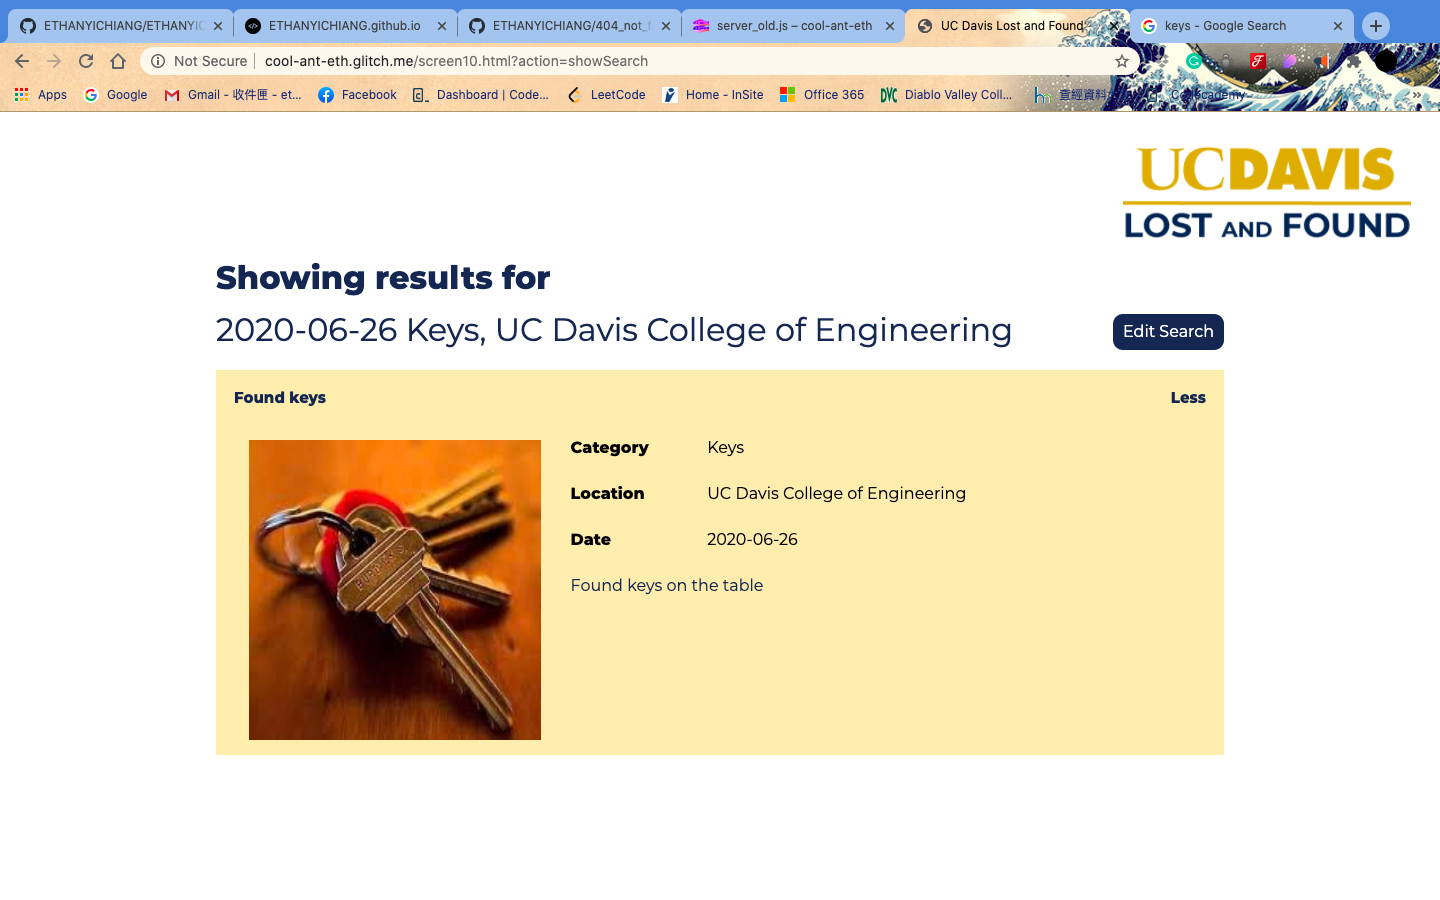 ETHANYICHIANG/ETHANYIC
ETHANYICHIANG.github.io
ETHANYICHIANG/404_not_f
server_old.js – cool-ant-eth
UC Davis Lost and Found
keys - Google Search
Not Secure
cool-ant-eth.glitch.me/screen10.html?action=showSearch
Apps
Google
Gmail - 收件匣 - et...
Facebook
Dashboard | Code...
LeetCode
Home - InSite
Office 365
DVC
Diablo Valley Coll...
Codecademy
UCDAVIS
LOST AND FOUND
Showing results for
2020-06-26 Keys, UC Davis College of Engineering
Edit Search
Found keys
Less
Category
Keys
Location
UC Davis College of Engineering
Date
2020-06-26
Found keys on the table